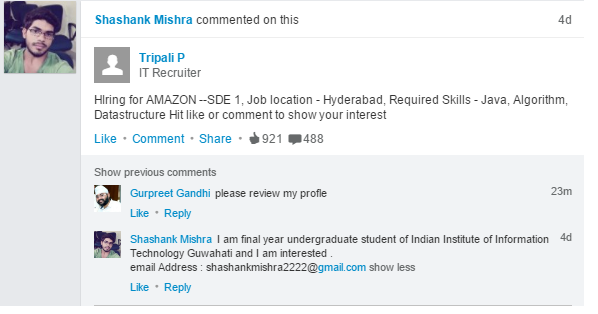 Shashank Mishra commented on this 4d
Tripali P
IT Recruiter
HIring for AMAZON --SDE 1, Job location - Hyderabad, Required Skills - Java, Algorithm,
Datastructure Hit like or comment to show your interest
Like • Comment • Share • 921 488
Show previous comments
Gurpreet Gandhi please review my profle 23m
Like • Reply
Shashank Mishra I am final year undergraduate student of Indian Institute of Information 4d
Technology Guwahati and I am interested .
email Address : shashankmishra2222@gmail.com show less
Like • Reply